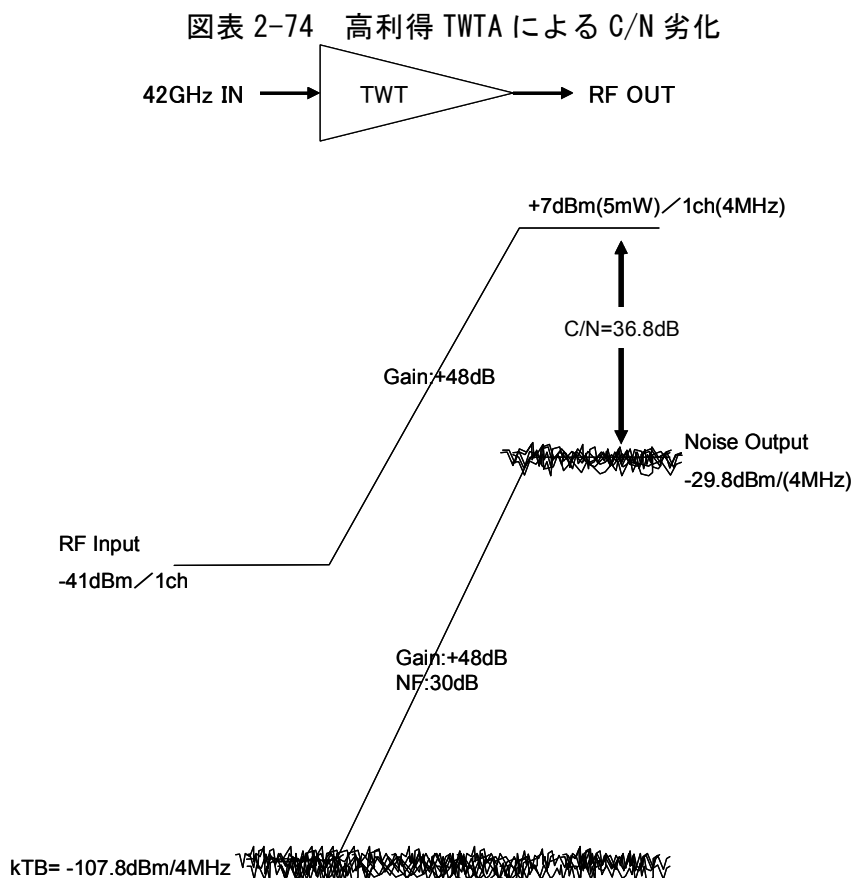 図表 2-74　高利得 TWTA による C/N 劣化
42GHz IN
TWT
RF OUT
+7dBm(5mW)／1ch(4MHz)
C/N=36.8dB
Gain:+48dB
Noise Output
-29.8dBm/(4MHz)
RF Input
-41dBm／1ch
Gain:+48dB
NF:30dB
kTB= -107.8dBm/4MHz